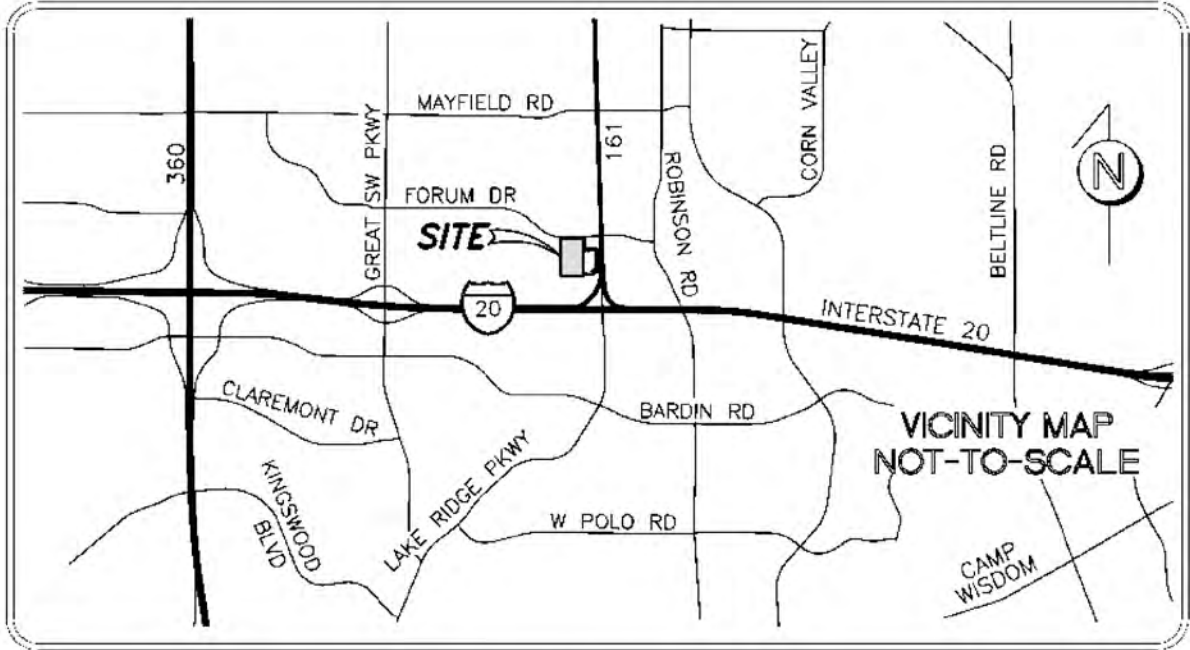 MAYFIELD RD
360
GREAT SW PKWY
161
ROBINSON RD
CORN VALLEY
BELTLINE RD
N
FORUM DR
SITE
20
INTERSTATE 20
CLAREMONT DR
BARDIN RD
VICINITY MAP
NOT-TO-SCALE
KINGSWOOD
BLVD
LAKE RIDGE PKWY
W POLO RD
CAMP
WISDOM